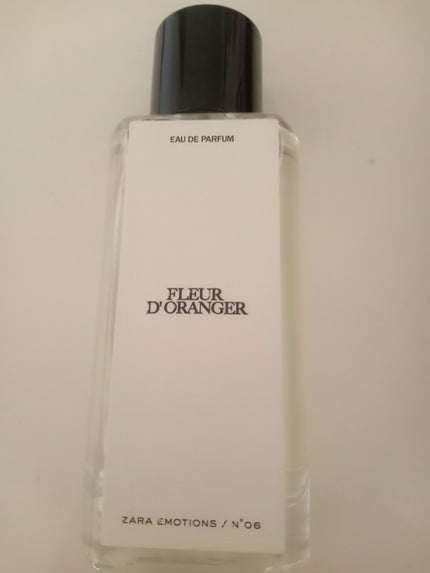 EAU DE PARFUM
FLEUR
D'ORANGER
ZARA EMOTIONS / N°06